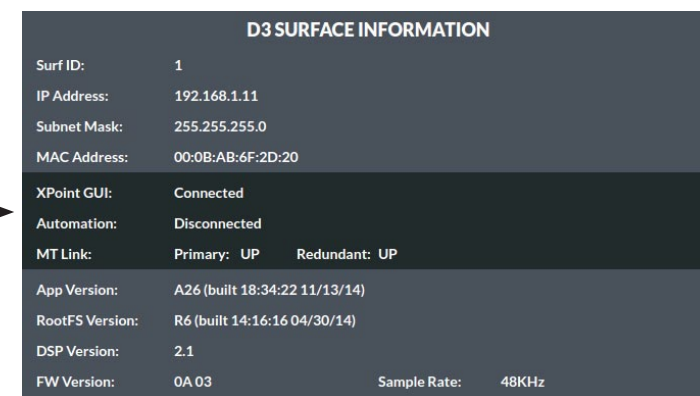 D3 SURFACE INFORMATION
Surf ID: 1
IP Address: 192.168.1.11
Subnet Mask: 255.255.255.0
MAC Address: 00:0B:AB:6F:2D:20
XPoint GUI: Connected
Automation: Disconnected
MT Link: Primary: UP Redundant: UP
App Version: A26 (built 18:34:22 11/13/14)
RootFS Version: R6 (built 14:16:16 04/30/14)
DSP Version: 2.1
FW Version: 0A 03 Sample Rate: 48KHz